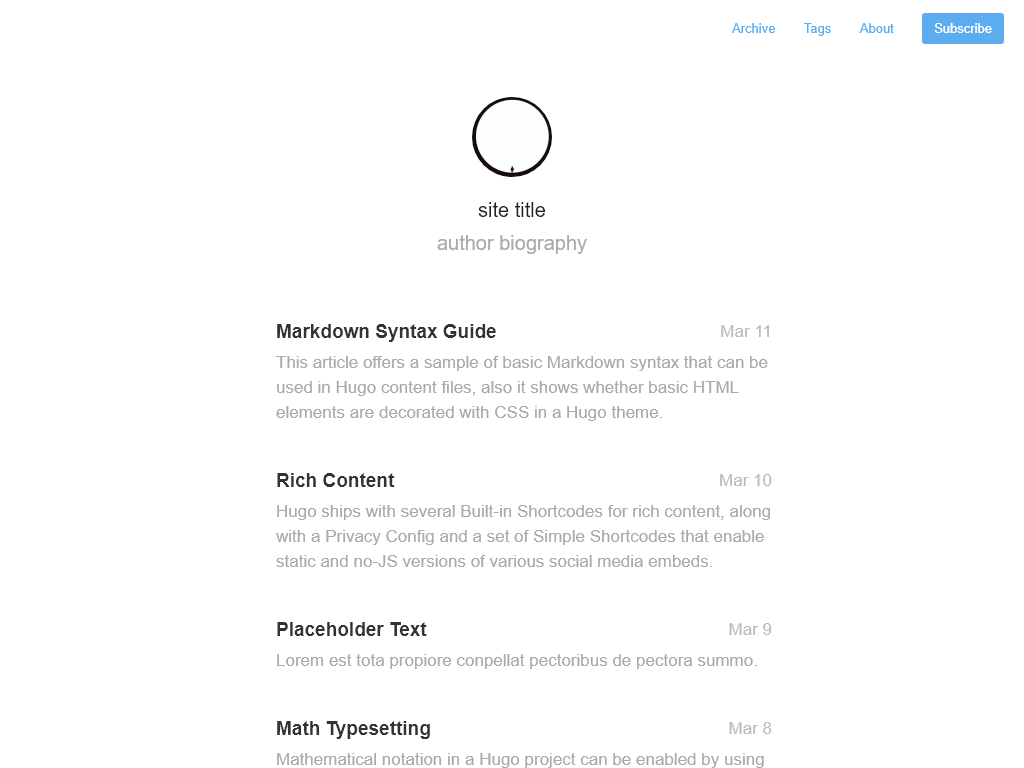 Archive Tags About Subscribe
site title
author biography
Markdown Syntax Guide Mar 11
This article offers a sample of basic Markdown syntax that can be
used in Hugo content files, also it shows whether basic HTML
elements are decorated with CSS in a Hugo theme.
Rich Content Mar 10
Hugo ships with several Built-in Shortcodes for rich content, along
with a Privacy Config and a set of Simple Shortcodes that enable
static and no-JS versions of various social media embeds.
Placeholder Text Mar 9
Lorem est tota propiore conpellat pectoribus de pectora summo.
Math Typesetting Mar 8
Mathematical notation in a Hugo project can be enabled by using